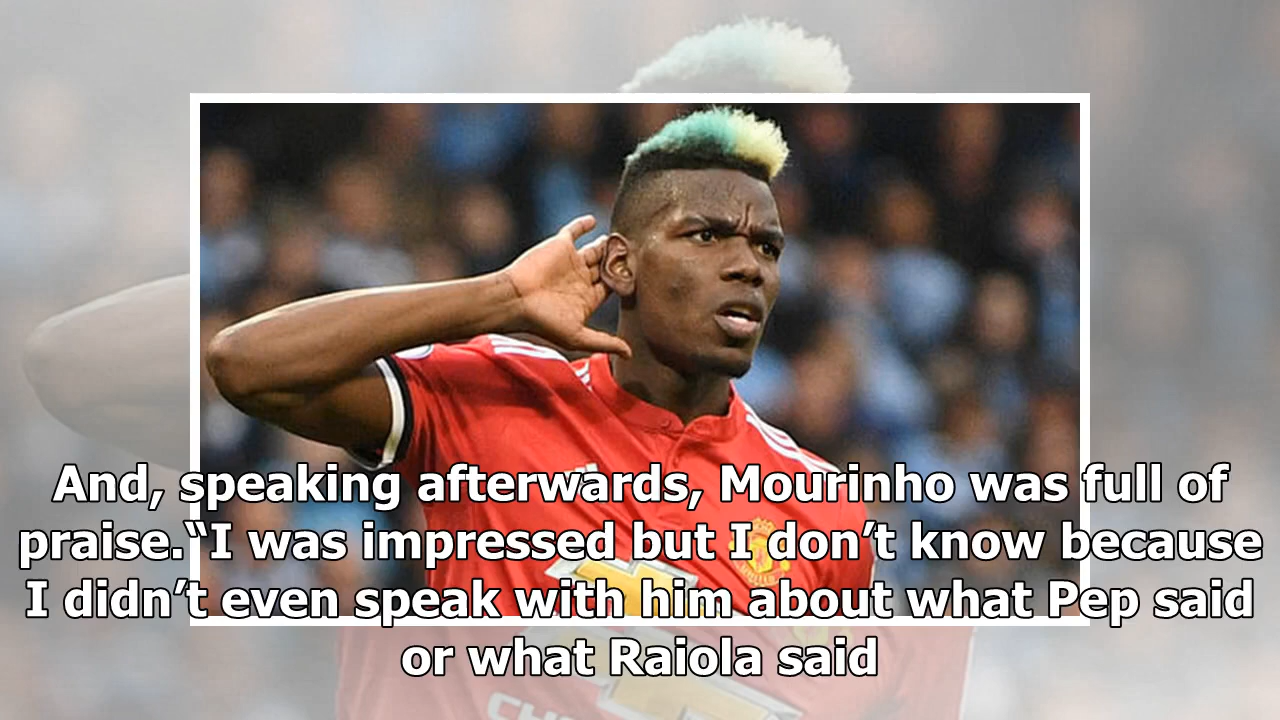 And, speaking afterwards, Mourinho was full of
praise.“I was impressed but I don’t know because
I didn’t even speak with him about what Pep said
or what Raiola said
CH